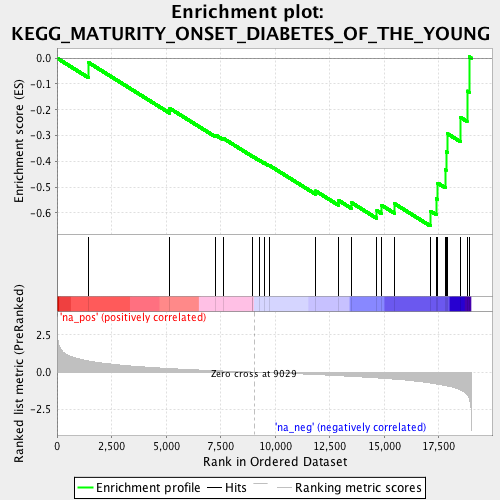 Enrichment plot:
KEGG_MATURITY_ONSET_DIABETES_OF_THE_YOUNG
Enrichment score (ES)
0.0
-0.1
-0.2
-0.3
-0.4
-0.5
-0.6
'na_pos' (positively correlated)
Ranked list metric (PreRanked)
2.5
0.0
-2.5
Zero cross at 9029
'na_neg' (negatively correlated)
0 2,500 5,000 7,500 10,000 12,500 15,000 17,500
Rank in Ordered Dataset
Enrichment profile Hits Ranking metric scores